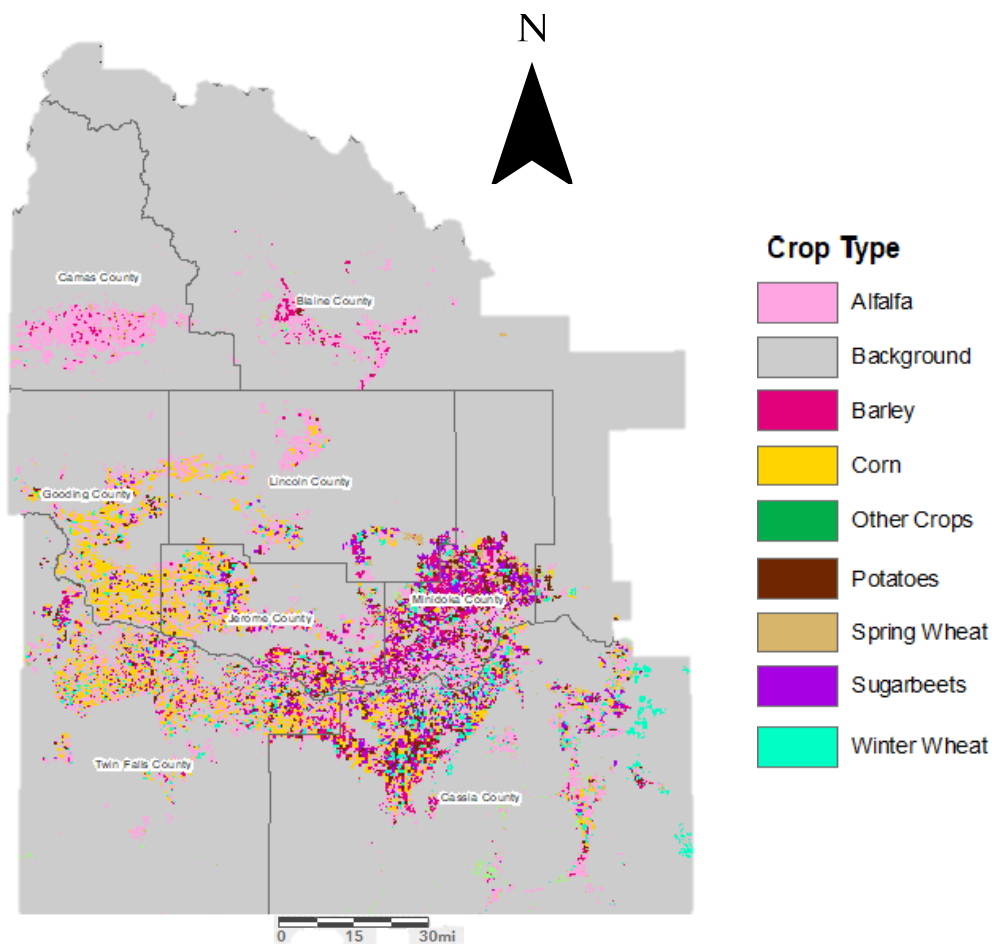 N
Camas County
Blaine County
Gooding County
Lincoln County
Minidoka County
Jerome County
Twin Falls County
Cassia County
0 15 30mi
Crop Type
Alfalfa
Background
Barley
Corn
Other Crops
Potatoes
Spring Wheat
Sugarbeets
Winter Wheat